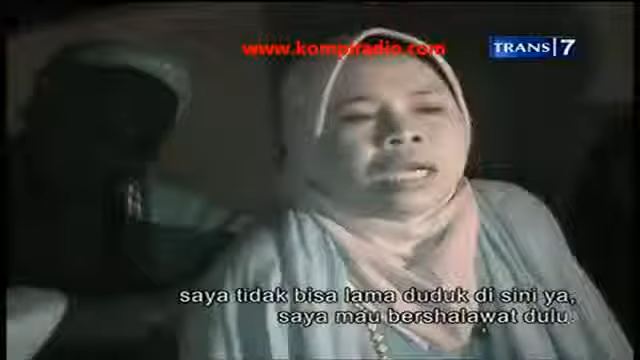 www.kompiradio.com
TRANS|7
saya tidak bisa lama duduk di sini ya,
saya mau bershalawat dulu.